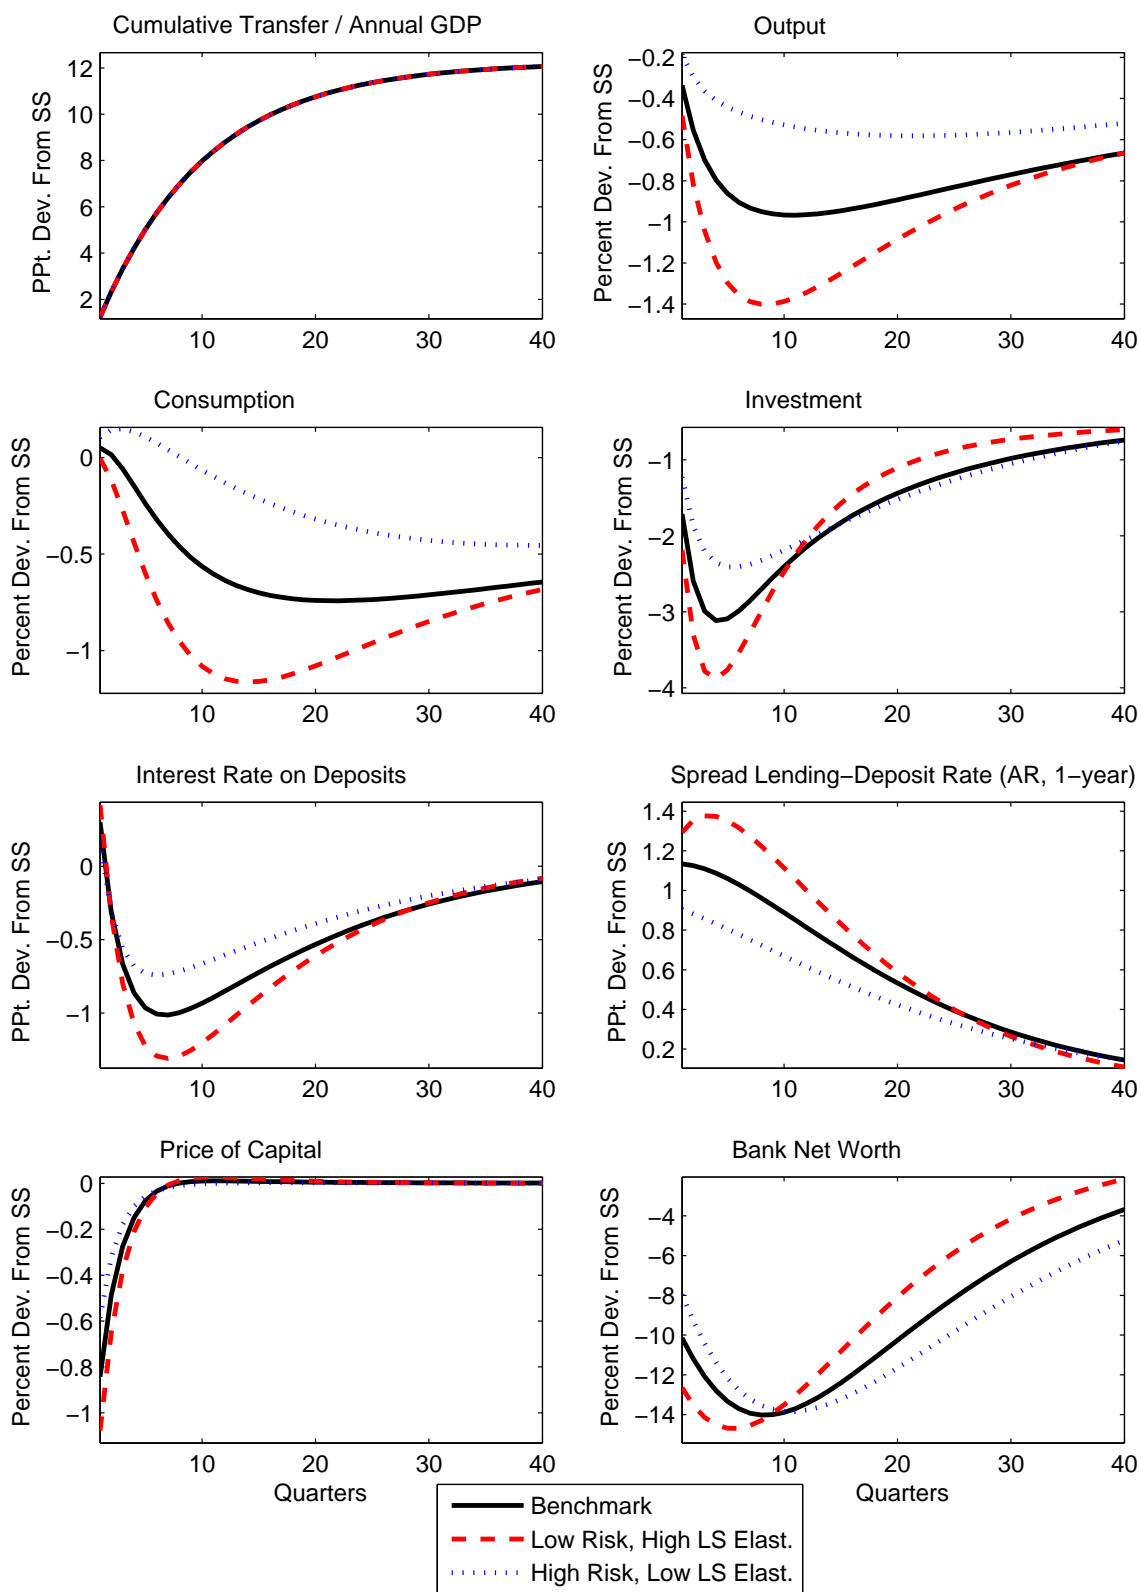 Cumulative Transfer / Annual GDP
PPt. Dev. From SS
12
10
8
6
4
2
10 20 30 40
Output
Percent Dev. From SS
−0.2
−0.4
−0.6
−0.8
−1
−1.2
−1.4
10 20 30 40
Consumption
Percent Dev. From SS
0
−0.5
−1
10 20 30 40
Investment
Percent Dev. From SS
−1
−2
−3
−4
10 20 30 40
Interest Rate on Deposits
PPt. Dev. From SS
0
−0.5
−1
10 20 30 40
Spread Lending−Deposit Rate (AR, 1−year)
PPt. Dev. From SS
1.4
1.2
1
0.8
0.6
0.4
0.2
10 20 30 40
Price of Capital
Percent Dev. From SS
0
−0.2
−0.4
−0.6
−0.8
−1
10 20 30 40
Quarters
Bank Net Worth
Percent Dev. From SS
−4
−6
−8
−10
−12
−14
10 20 30 40
Quarters
Benchmark
Low Risk, High LS Elast.
High Risk, Low LS Elast.